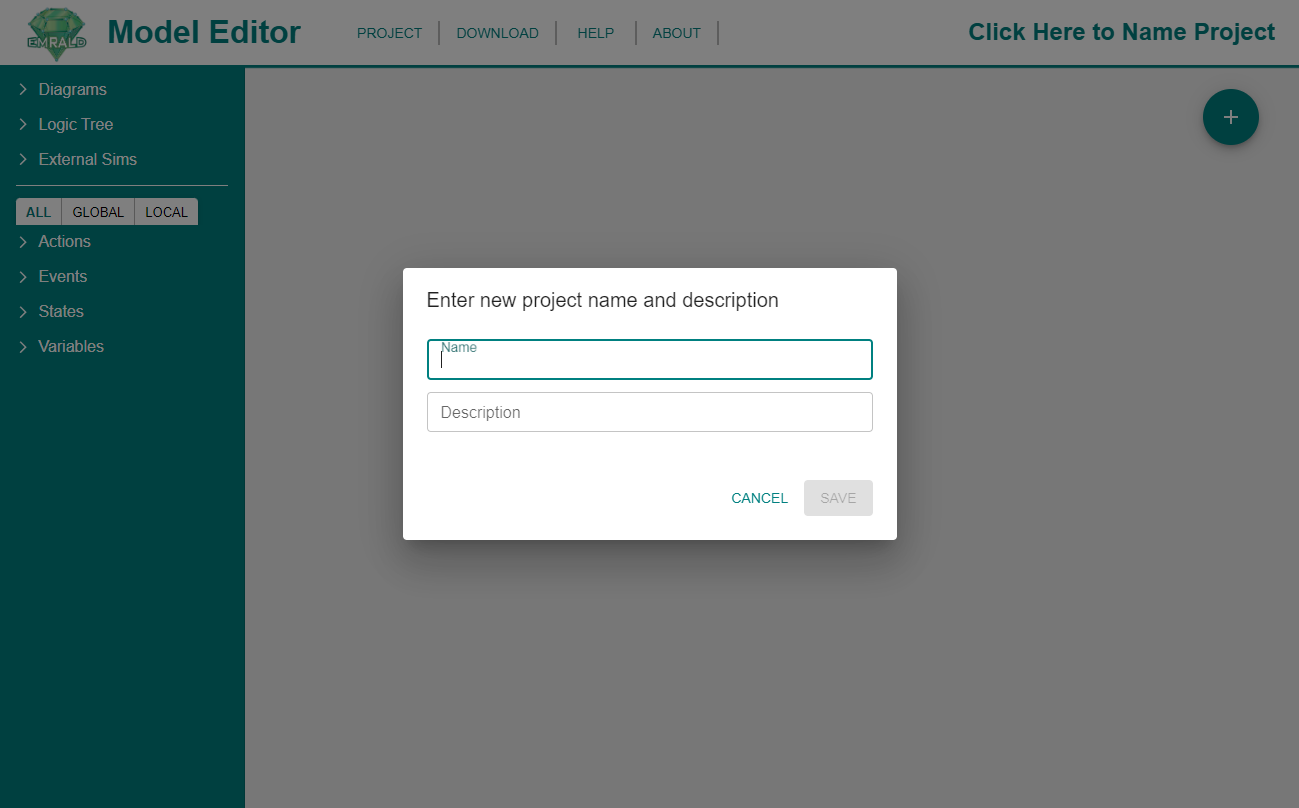 EMRALD
Model Editor
PROJECT
DOWNLOAD
HELP
ABOUT
Click Here to Name Project
Diagrams
Logic Tree
External Sims
ALL
GLOBAL
LOCAL
Actions
Events
States
Variables
+
Enter new project name and description
Name
Description
CANCEL
SAVE